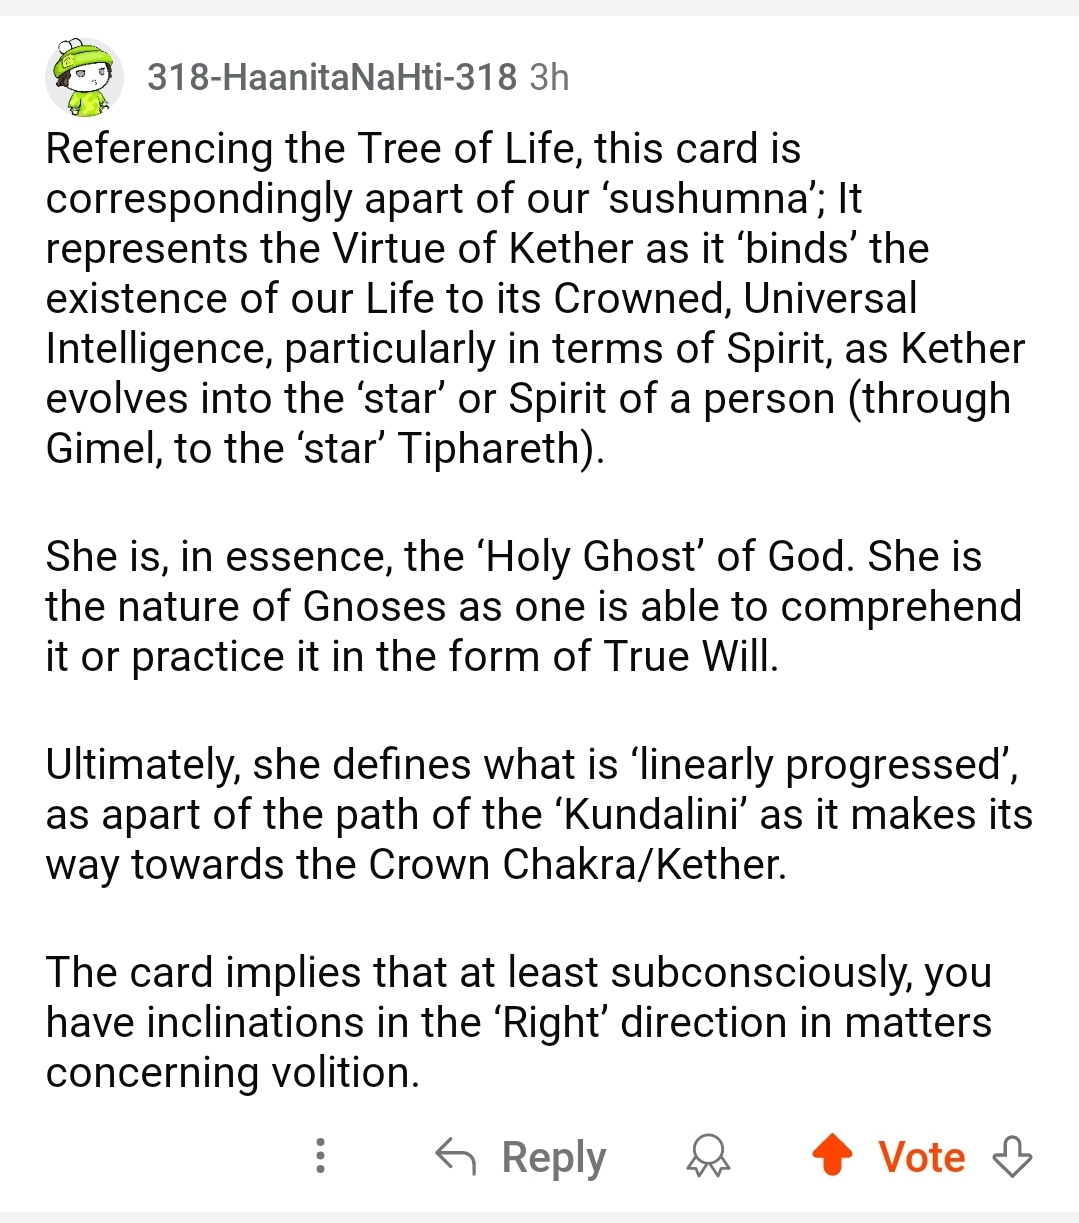 318-HaanitaNaHti-318 3h
Referencing the Tree of Life, this card is
correspondingly apart of our ‘sushumna’; It
represents the Virtue of Kether as it ‘binds’ the
existence of our Life to its Crowned, Universal
Intelligence, particularly in terms of Spirit, as Kether
evolves into the ‘star’ or Spirit of a person (through
Gimel, to the ‘star’ Tiphareth).
She is, in essence, the ‘Holy Ghost’ of God. She is
the nature of Gnoses as one is able to comprehend
it or practice it in the form of True Will.
Ultimately, she defines what is ‘linearly progressed’,
as apart of the path of the ‘Kundalini’ as it makes its
way towards the Crown Chakra/Kether.
The card implies that at least subconsciously, you
have inclinations in the ‘Right’ direction in matters
concerning volition.
Reply Vote